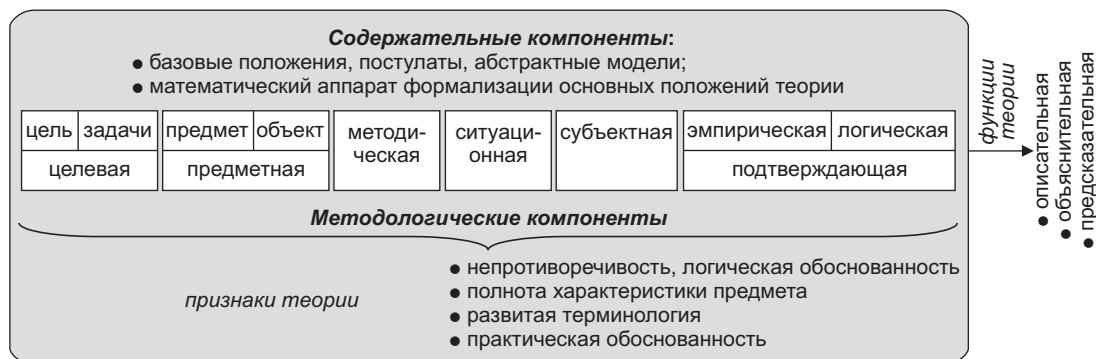 Содержательные компоненты:
● базовые положения, постулаты, абстрактные модели;
● математический аппарат формализации основных положений теории
цель задачи предмет объект методи- ситуаци- субъектная эмпирическая логическая
ческая онная
целевая предметная подтверждающая
Методологические компоненты
признаки теории
● непротиворечивость, логическая обоснованность
● полнота характеристики предмета
● развитая терминология
● практическая обоснованность
функции
теории
● описательная
● объяснительная
● предсказательная